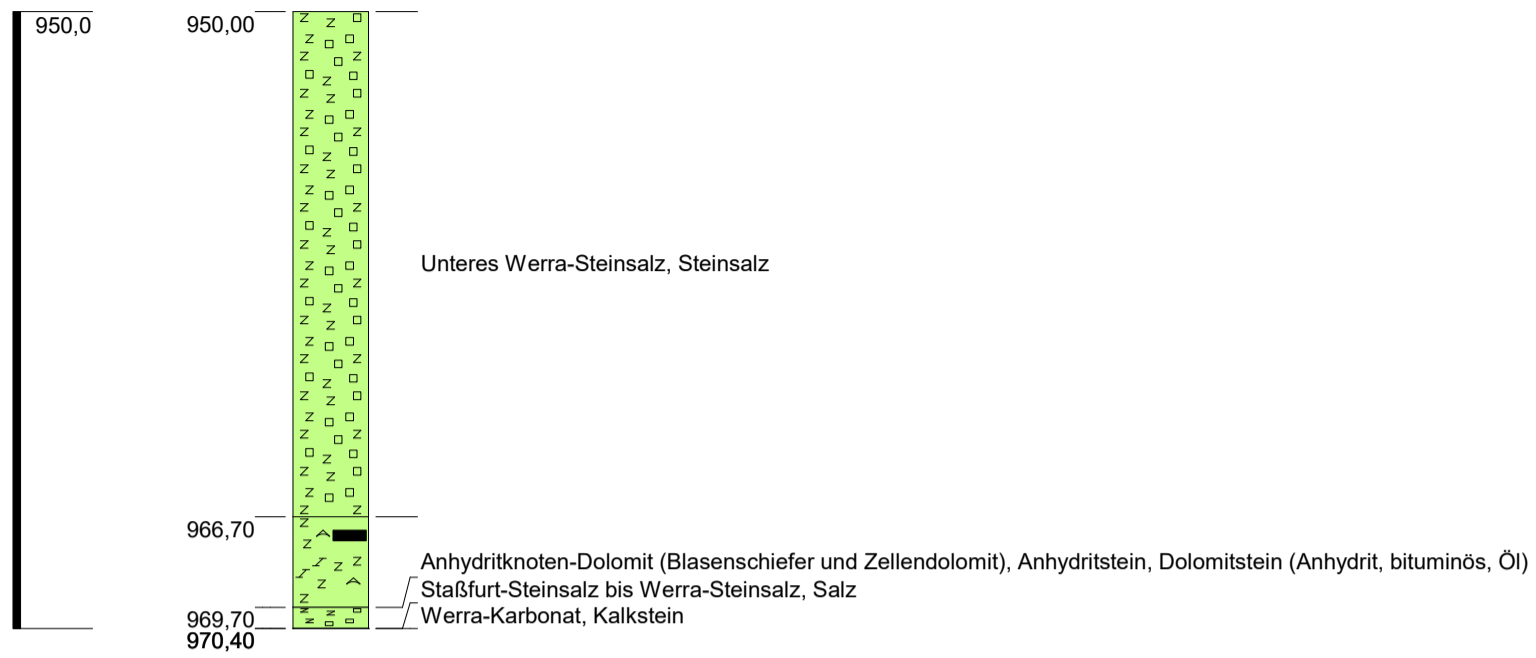 950,0
950,00
Unteres Werra-Steinsalz, Steinsalz
966,70
Anhydritknoten-Dolomit (Blasenschiefer und Zellendolomit), Anhydritstein, Dolomitstein (Anhydrit, bituminös, Öl)
Staßfurt-Steinsalz bis Werra-Steinsalz, Salz
969,70
Werra-Karbonat, Kalkstein
970,40